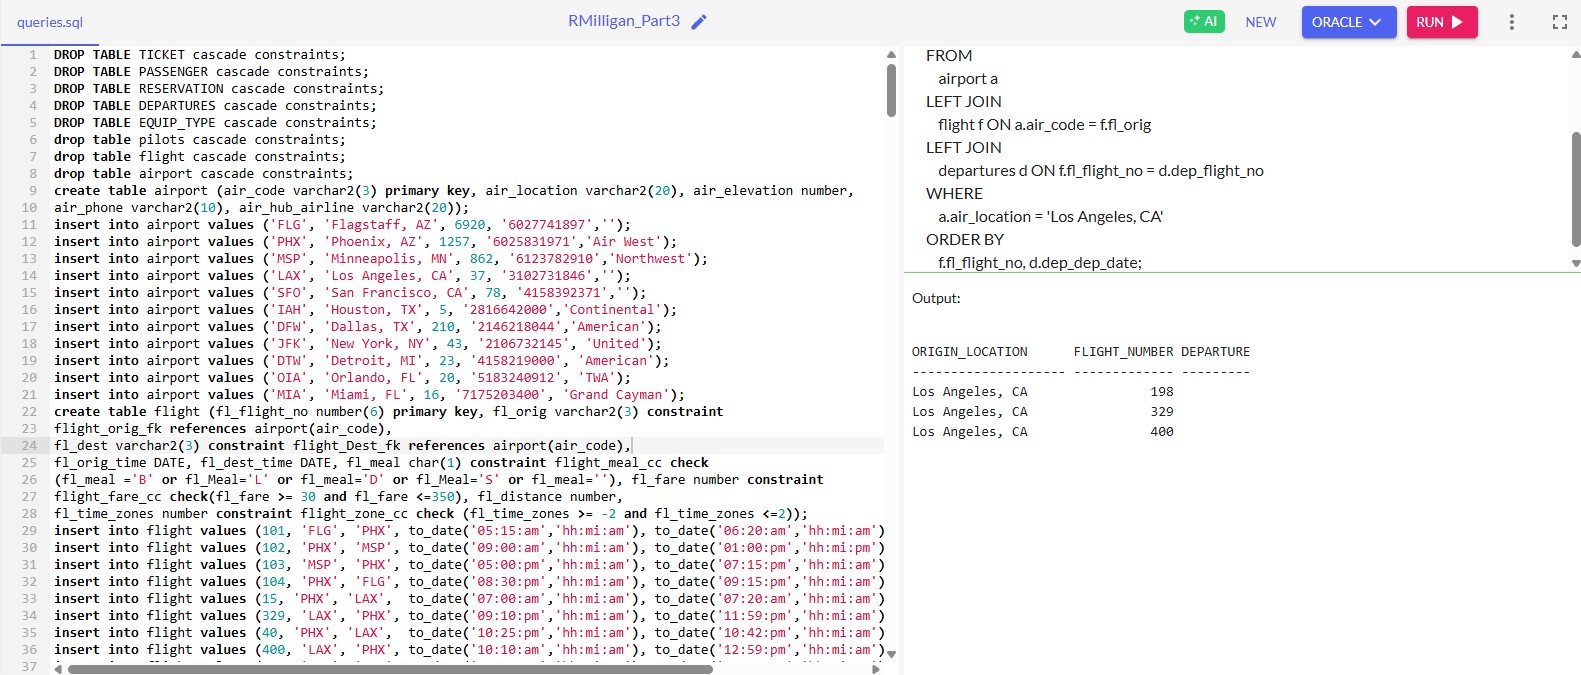 queries.sql
RMilligan_Part3
AI
NEW
ORACLE
RUN
1 DROP TABLE TICKET cascade constraints;
2 DROP TABLE PASSENGER cascade constraints;
3 DROP TABLE RESERVATION cascade constraints;
4 DROP TABLE DEPARTURES cascade constraints;
5 DROP TABLE EQUIP_TYPE cascade constraints;
6 drop table pilots cascade constraints;
7 drop table flight cascade constraints;
8 drop table airport cascade constraints;
9 create table airport (air_code varchar2(3) primary key, air_location varchar2(20), air_elevation number,
10 air_phone varchar2(10), air_hub_airline varchar2(20));
11 insert into airport values ('FLG', 'Flagstaff, AZ', 6920, '6027741897','');
12 insert into airport values ('PHX', 'Phoenix, AZ', 1257, '6025831971','Air West');
13 insert into airport values ('MSP', 'Minneapolis, MN', 862, '6123782910','Northwest');
14 insert into airport values ('LAX', 'Los Angeles, CA', 37, '3102731846','');
15 insert into airport values ('SFO', 'San Francisco, CA', 78, '4158392371','');
16 insert into airport values ('IAH', 'Houston, TX', 5, '2816642000','Continental');
17 insert into airport values ('DFW', 'Dallas, TX', 210, '2146218044','American');
18 insert into airport values ('JFK', 'New York, NY', 43, '2106732145', 'United');
19 insert into airport values ('DTW', 'Detroit, MI', 23, '4158219000', 'American');
20 insert into airport values ('OIA', 'Orlando, FL', 20, '5183240912', 'TWA');
21 insert into airport values ('MIA', 'Miami, FL', 16, '7175203400', 'Grand Cayman');
22 create table flight (fl_flight_no number(6) primary key, fl_orig varchar2(3) constraint
23 flight_orig_fk references airport(air_code),
24 fl_dest varchar2(3) constraint flight_Dest_fk references airport(air_code),
25 fl_orig_time DATE, fl_dest_time DATE, fl_meal char(1) constraint flight_meal_cc check
26 (fl_meal ='B' or fl_Meal='L' or fl_meal='D' or fl_Meal='S' or fl_meal=''), fl_fare number constraint
27 flight_fare_cc check(fl_fare >= 30 and fl_fare <=350), fl_distance number,
28 fl_time_zones number constraint flight_zone_cc check (fl_time_zones >= -2 and fl_time_zones <=2));
29 insert into flight values (101, 'FLG', 'PHX', to_date('05:15:am','hh:mi:am'), to_date('06:20:am','hh:mi:am')
30 insert into flight values (102, 'PHX', 'MSP', to_date('09:00:am','hh:mi:am'), to_date('01:00:pm','hh:mi:pm')
31 insert into flight values (103, 'MSP', 'PHX', to_date('05:00:pm','hh:mi:am'), to_date('07:15:pm','hh:mi:am')
32 insert into flight values (104, 'PHX', 'FLG', to_date('08:30:pm','hh:mi:am'), to_date('09:15:pm','hh:mi:am')
33 insert into flight values (15, 'PHX', 'LAX', to_date('07:00:am','hh:mi:am'), to_date('07:20:am','hh:mi:am')
34 insert into flight values (329, 'LAX', 'PHX', to_date('09:10:pm','hh:mi:am'), to_date('11:59:pm','hh:mi:am')
35 insert into flight values (40, 'PHX', 'LAX', to_date('10:25:pm','hh:mi:am'), to_date('10:42:pm','hh:mi:am')
36 insert into flight values (400, 'LAX', 'PHX', to_date('10:10:am','hh:mi:am'), to_date('12:59:pm','hh:mi:am')
37
FROM
airport a
LEFT JOIN
flight f ON a.air_code = f.fl_orig
LEFT JOIN
departures d ON f.fl_flight_no = d.dep_flight_no
WHERE
a.air_location = 'Los Angeles, CA'
ORDER BY
f.fl_flight_no, d.dep_dep_date;
Output:
ORIGIN_LOCATION FLIGHT_NUMBER DEPARTURE
-------------------- ------------- ---------
Los Angeles, CA 198
Los Angeles, CA 329
Los Angeles, CA 400